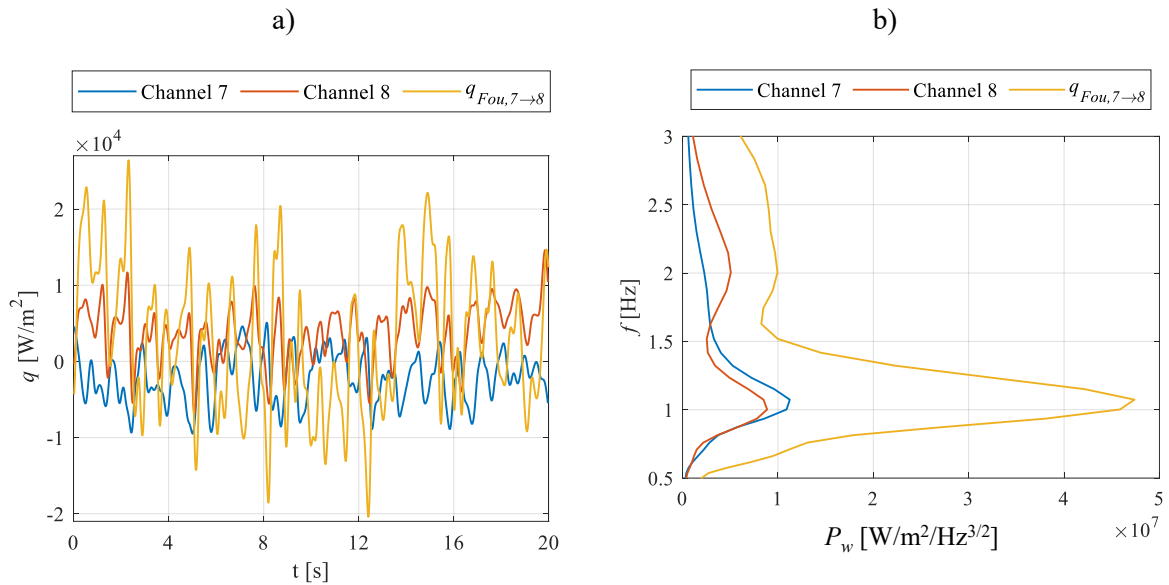 a)
b)
Channel 7 Channel 8 q_{Fou,7→8}
Channel 7 Channel 8 q_{Fou,7→8}
×10^4
2
1
0
-1
-2
q [W/m^2]
0 4 8 12 16 20
t [s]
3
2.5
2
1.5
1
0.5
f [Hz]
0 1 2 3 4 5
×10^7
P_w [W/m^2/Hz^{3/2}]